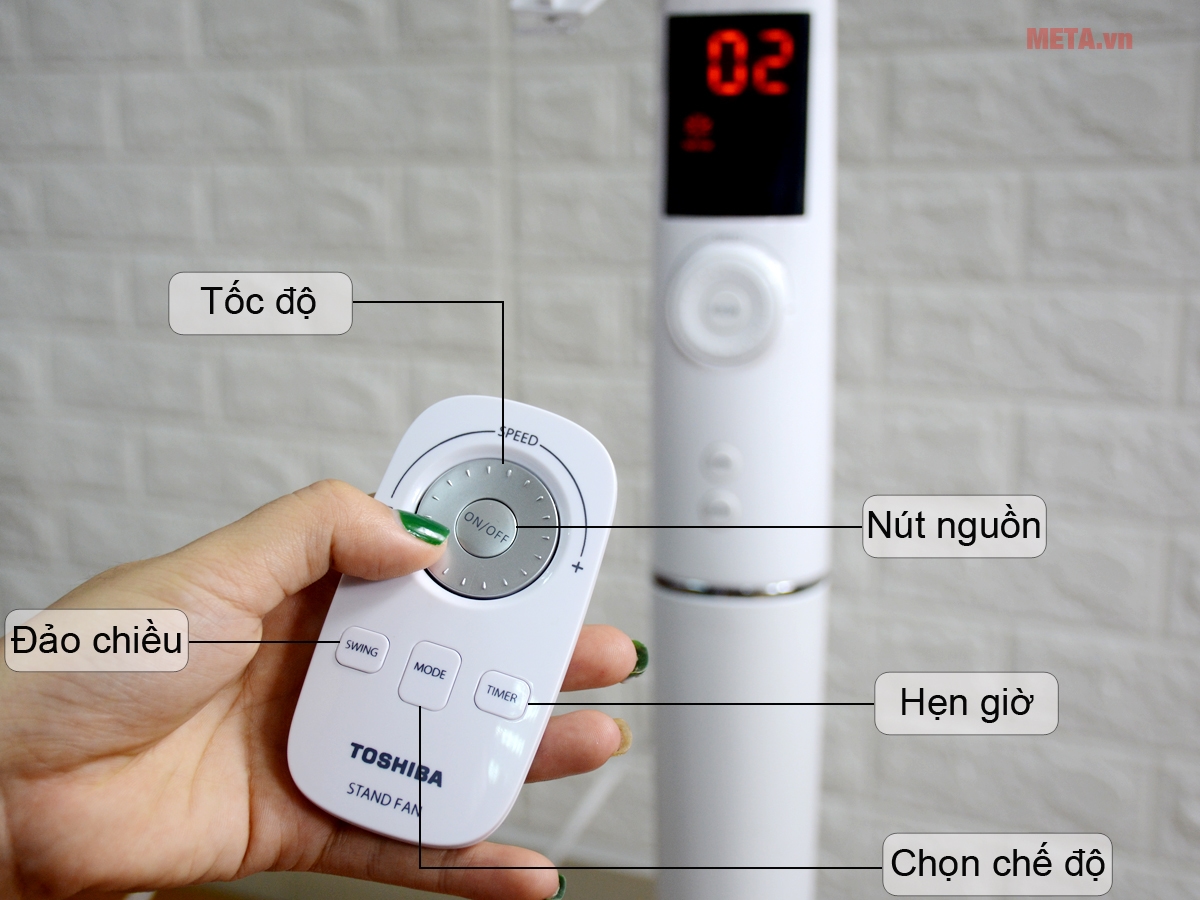 META.vn
02
Tốc độ
SPEED
ON/OFF
+
Nút nguồn
Đảo chiều
SWING
MODE
TIMER
Hẹn giờ
TOSHIBA
STAND FAN
Chọn chế độ